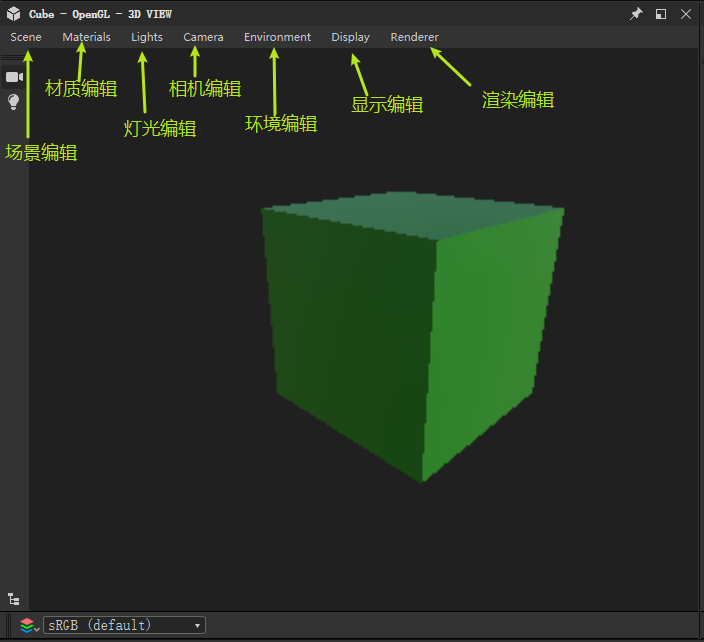 Cube - OpenGL - 3D VIEW
Scene Materials Lights Camera Environment Display Renderer
材质编辑 相机编辑 显示编辑 渲染编辑
灯光编辑 环境编辑
场景编辑
sRGB (default)